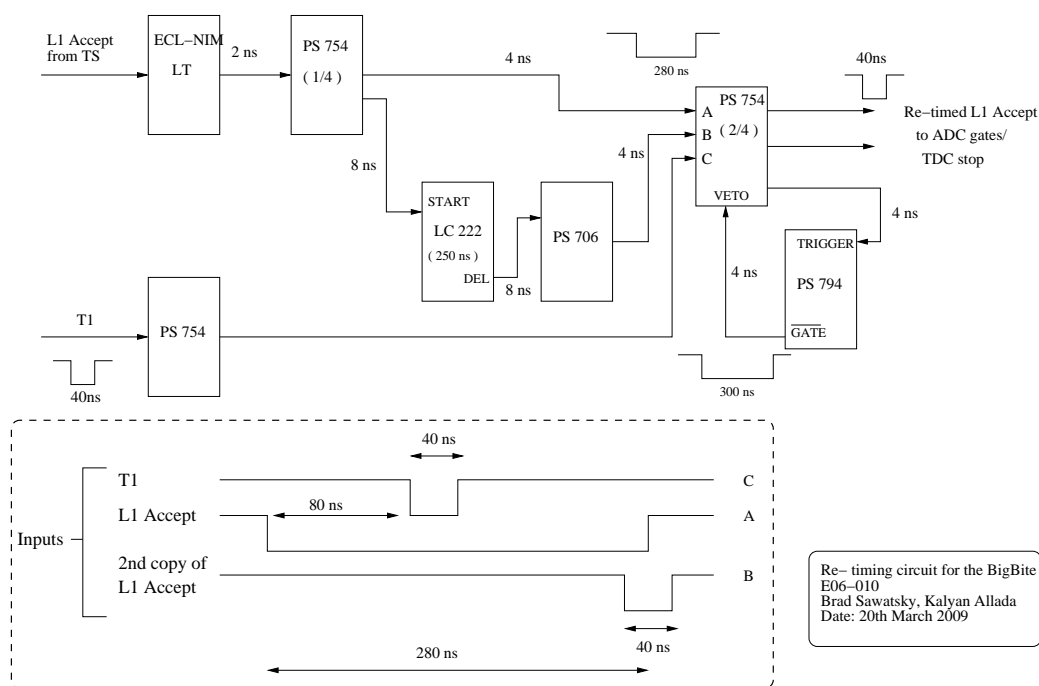 L1 Accept
from TS
ECL−NIM
LT
2 ns
PS 754
( 1/4)
4 ns
280 ns
40ns
A
B
C
PS 754
( 2/4)
VETO
Re−timed L1 Accept
to ADC gates/
TDC stop
8 ns
START
LC 222
( 250 ns)
DEL
8 ns
PS 706
4 ns
4 ns
4 ns
TRIGGER
PS 794
GATE
300 ns
T1
40ns
PS 754
Inputs
40 ns
T1
C
80 ns
L1 Accept
A
2nd copy of
L1 Accept
B
40 ns
280 ns
Re− timing circuit for the BigBite
E06−010
Brad Sawatsky, Kalyan Allada
Date: 20th March 2009